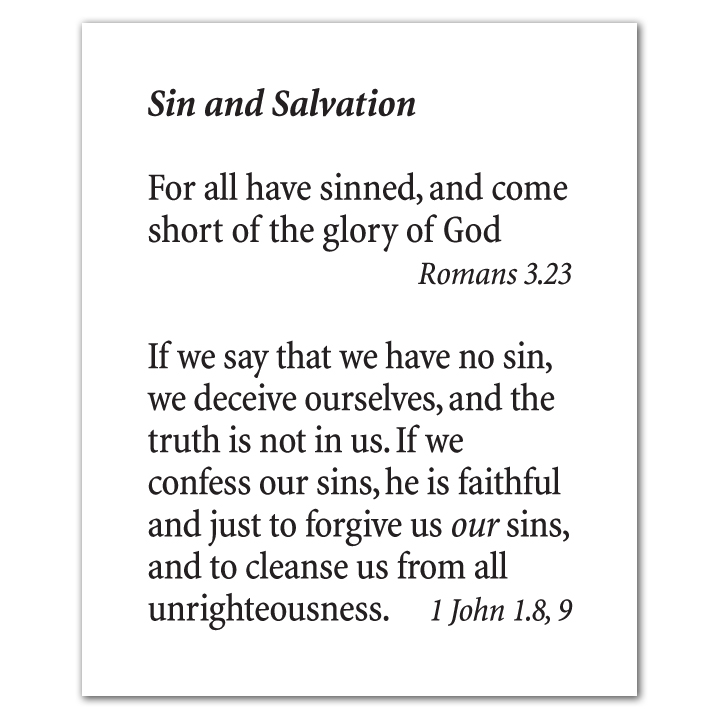 Sin and Salvation
For all have sinned, and come
short of the glory of God
Romans 3.23
If we say that we have no sin,
we deceive ourselves, and the
truth is not in us. If we
confess our sins, he is faithful
and just to forgive us our sins,
and to cleanse us from all
unrighteousness. 1 John 1.8, 9